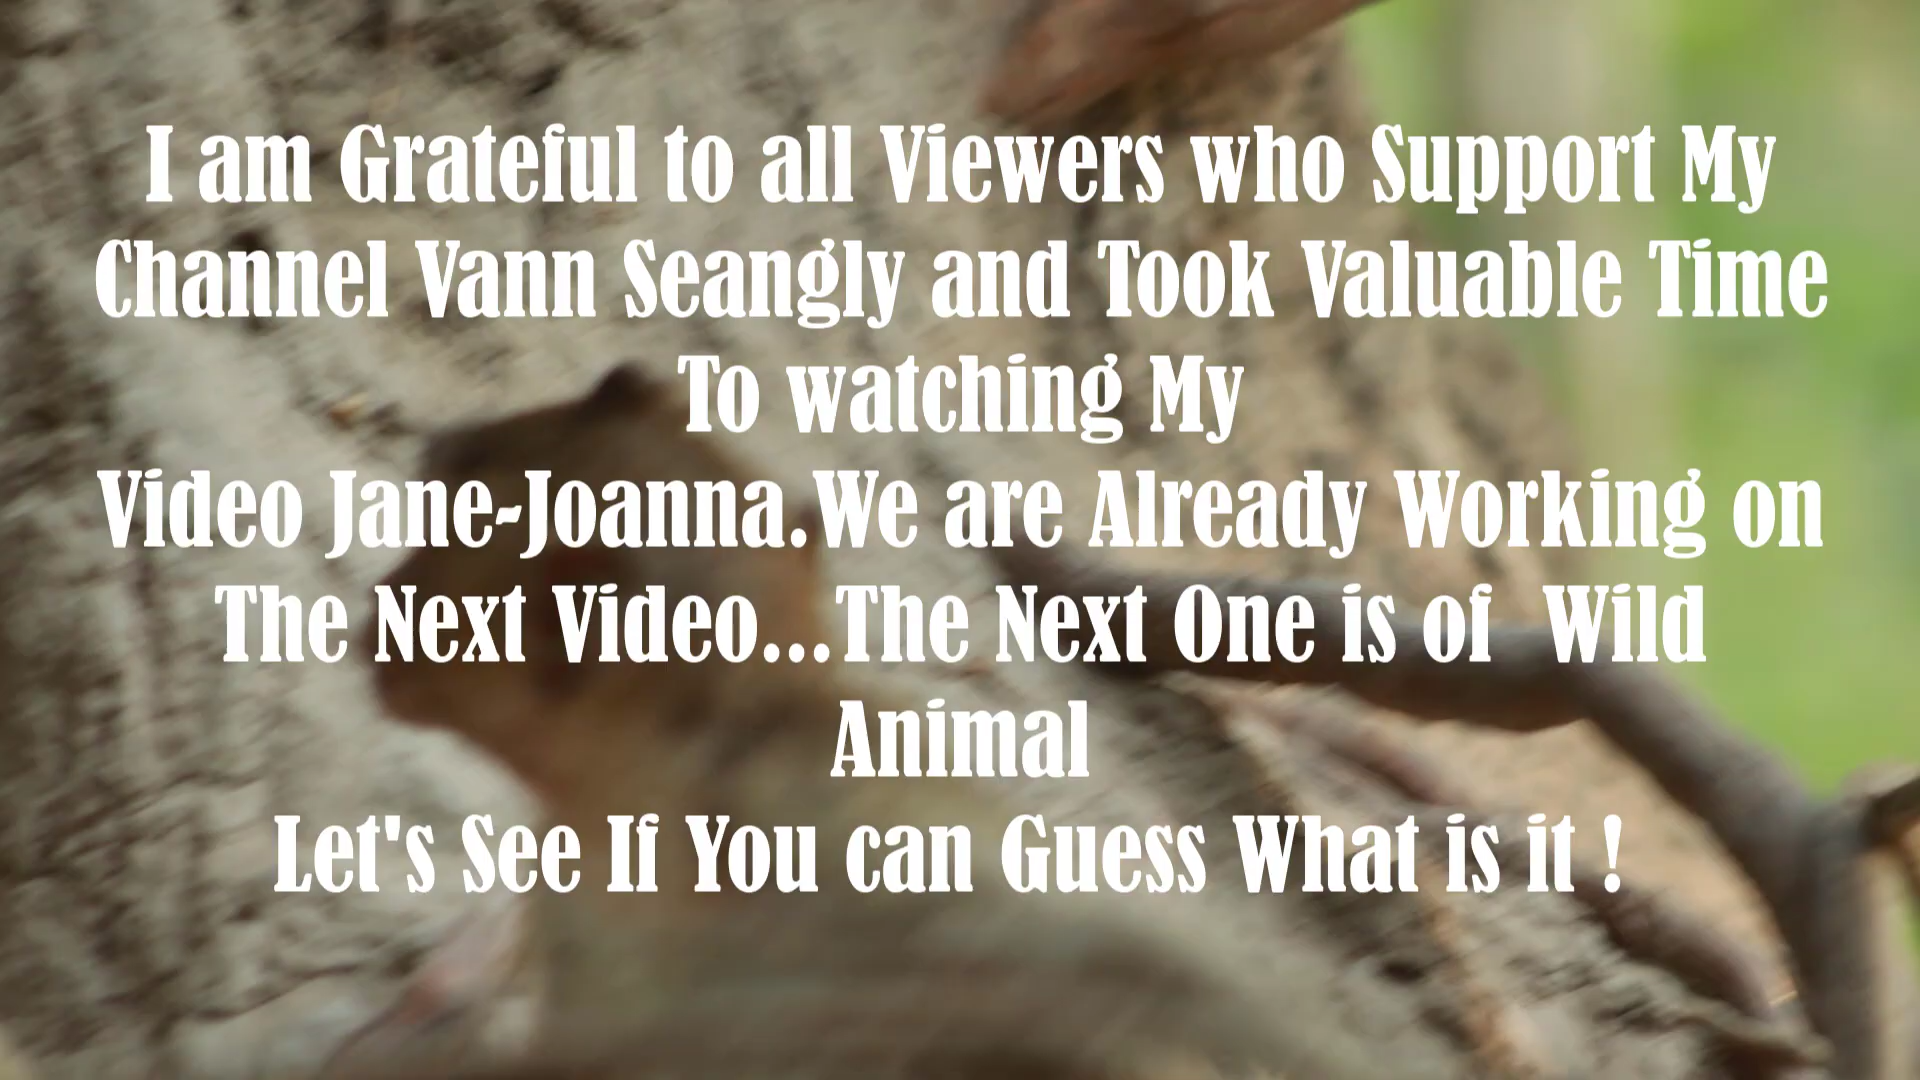 I am Grateful to all Viewers who Support My
Channel Vann Seangly and Took Valuable Time
To watching My
Video Jane-Joanna.We are Already Working on
The Next Video...The Next One is of  Wild
Animal
Let's See If You can Guess What is it !